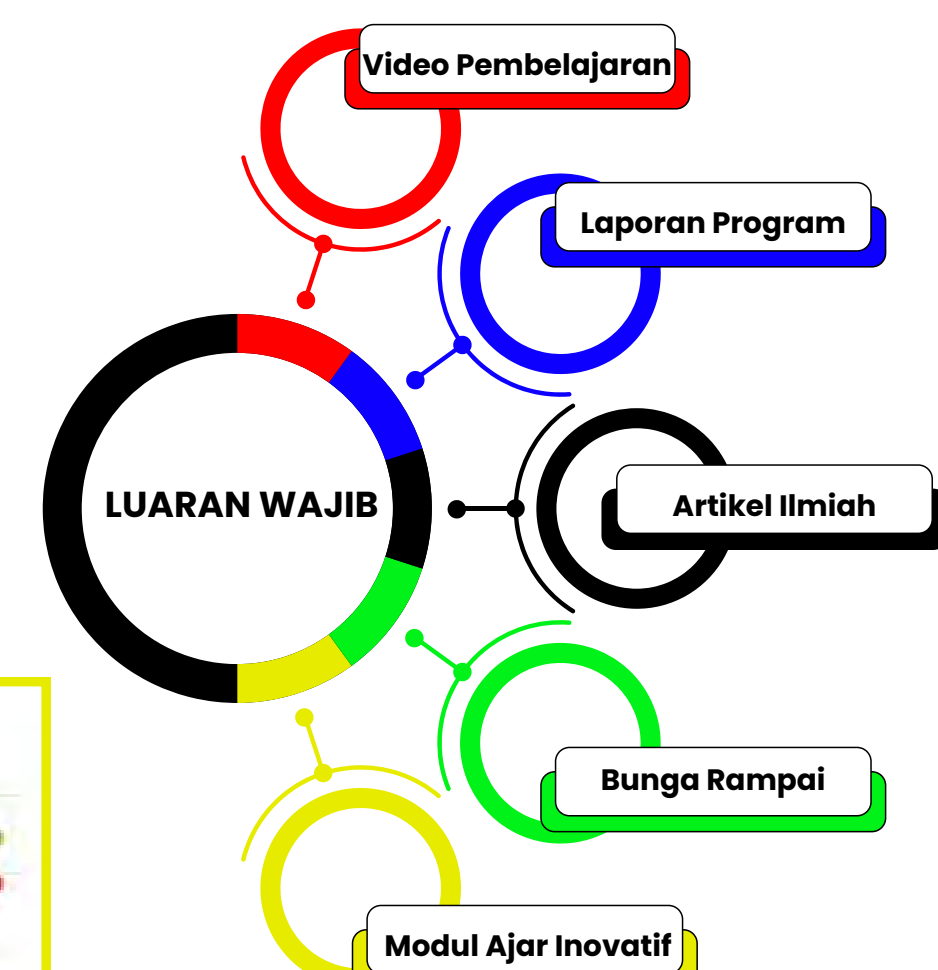 Video Pembelajaran
Laporan Program
LUARAN WAJIB
Artikel Ilmiah
Bunga Rampai
Modul Ajar Inovatif